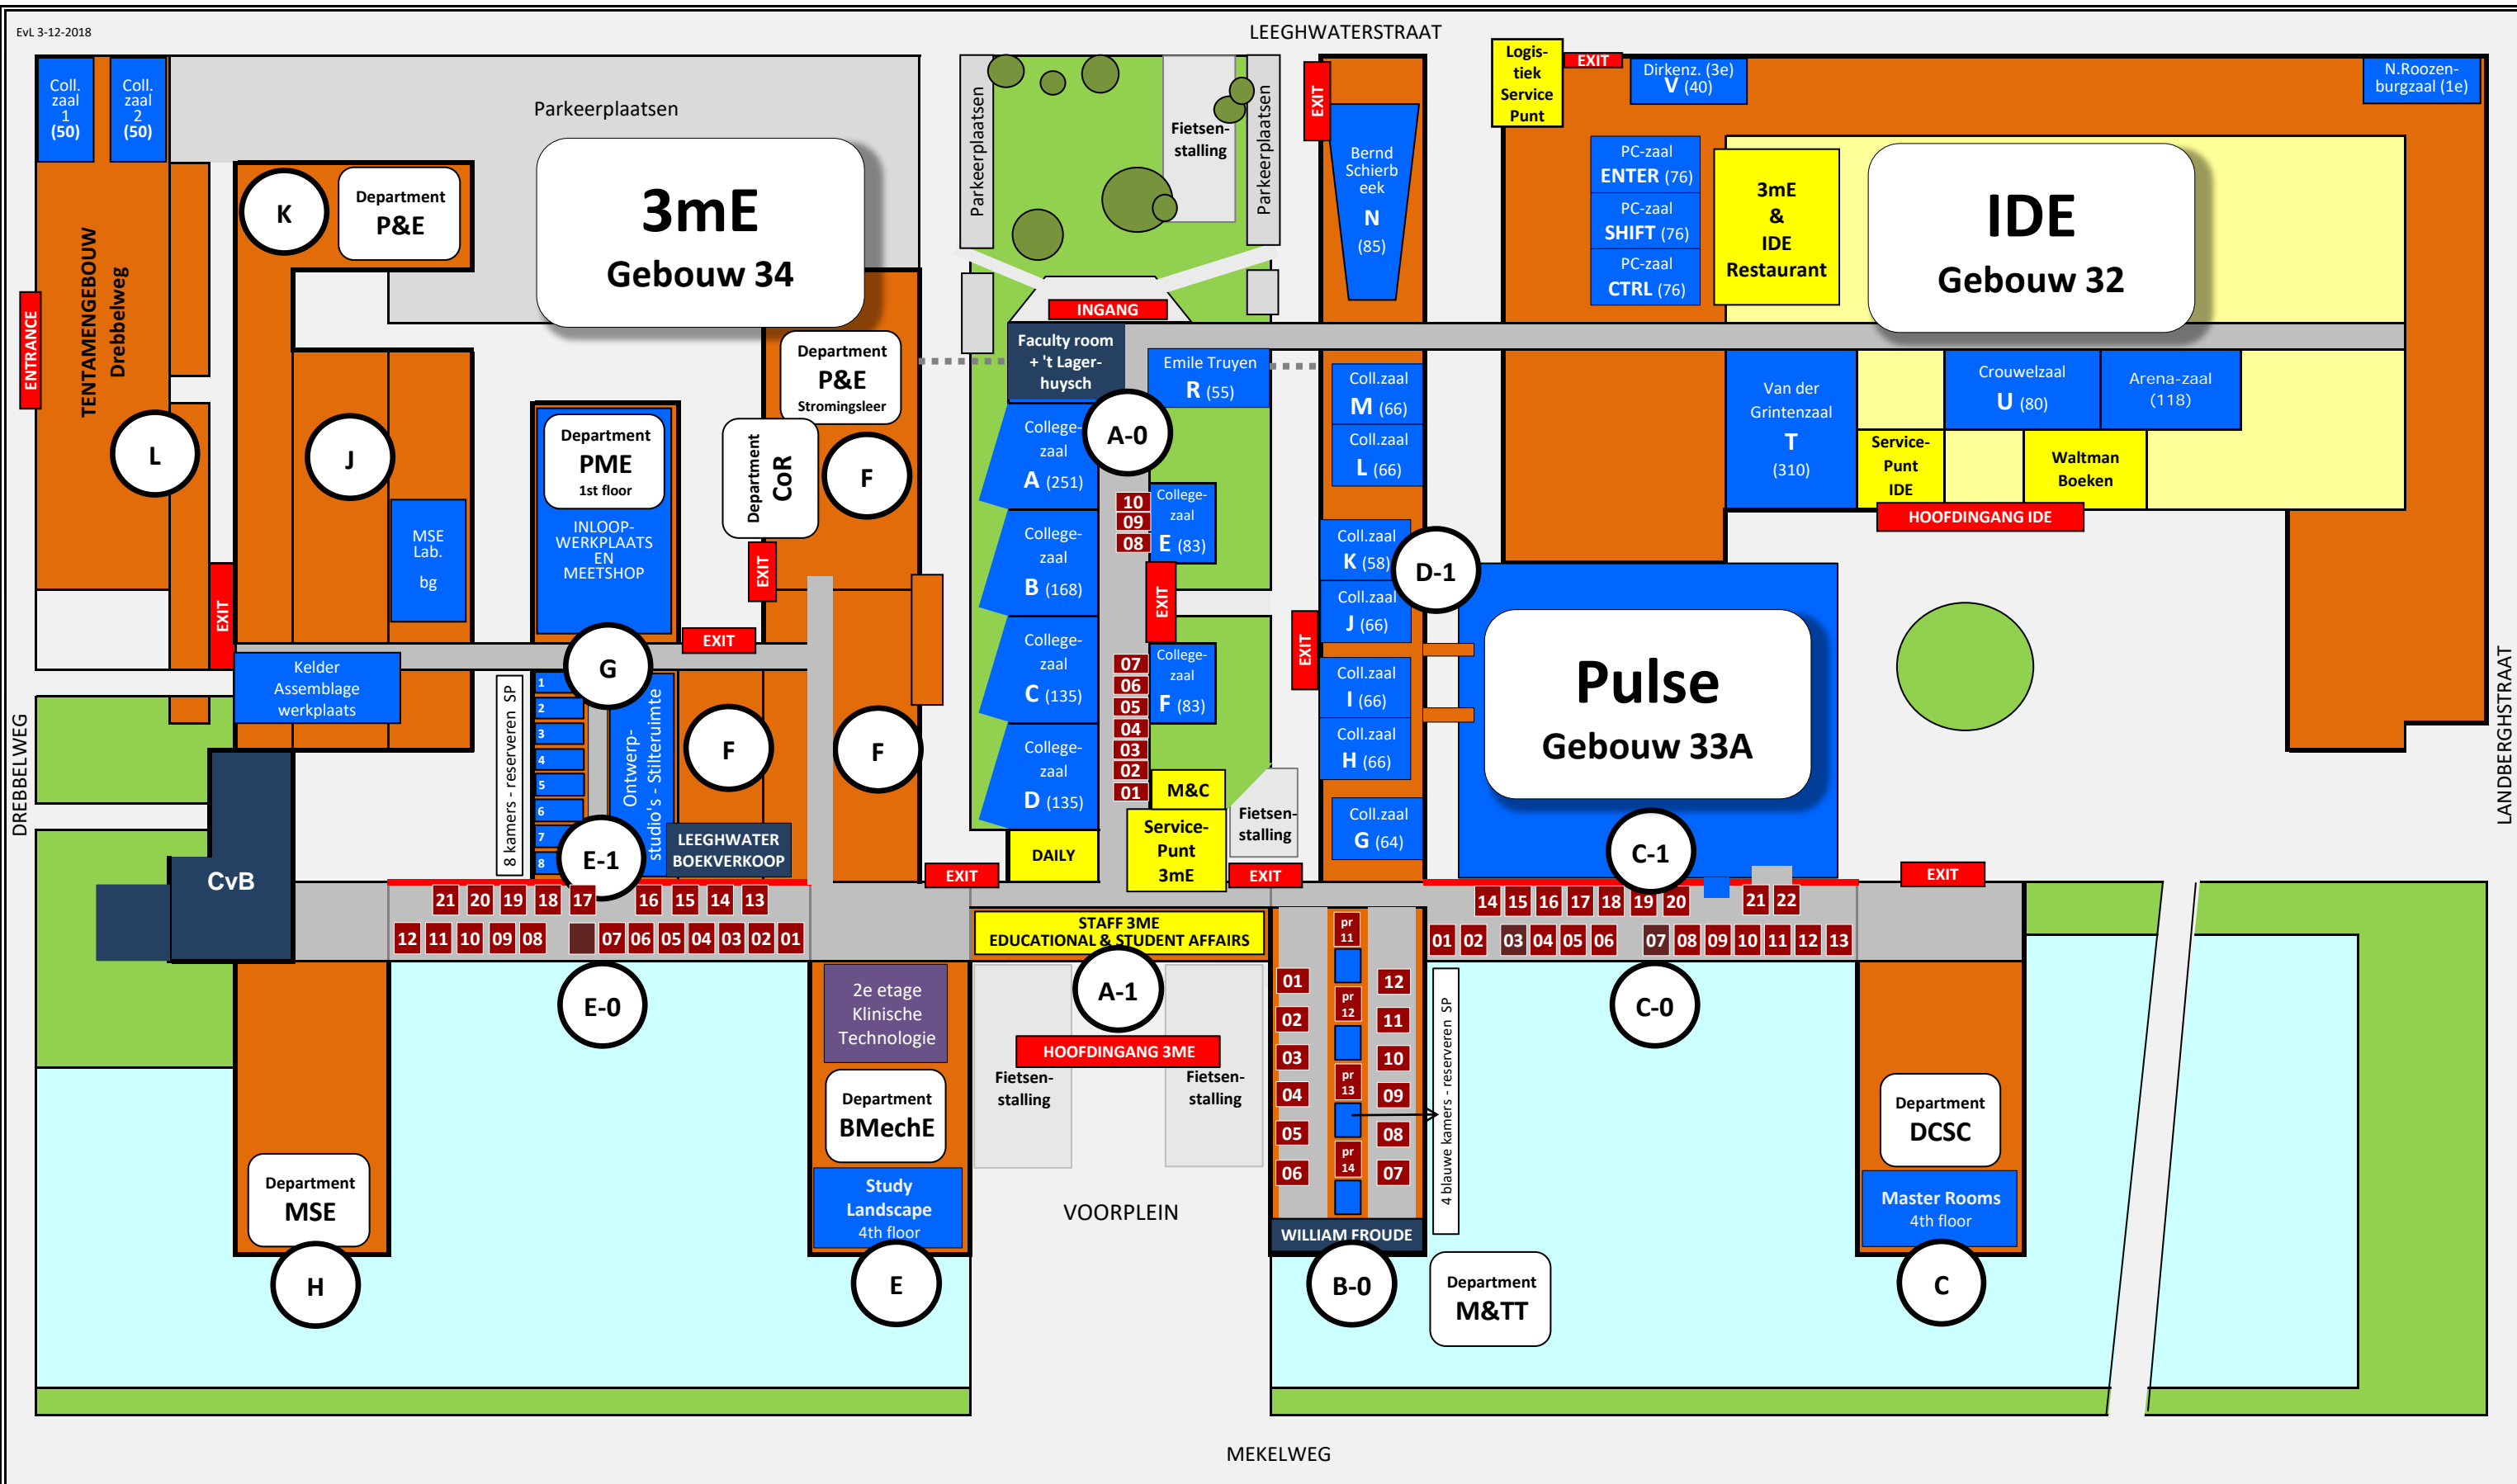 EvL 3-12-2018
LEEGHWATERSTRAAT
Coll.
zaal
1
(50)
Coll.
zaal
2
(50)
Parkeerplaatsen
3mE
Gebouw 34
K
Department
P&E
TENTAMENGEBOUW
Drebbelweg
ENTRANCE
L
J
MSE
Lab.
bg
EXIT
Department
PME
1st floor
INLOOP-
WERKPLAATS
EN
MEETSHOP
Department
CoR
Department
P&E
Stromingsleer
F
EXIT
EXIT
G
Kelder
Assemblage
werkplaats
8 kamers - reserveren SP
1
2
3
4
5
6
7
8
Ontwerp-
studio's - Stilteruimte
F
F
E-1
LEEGHWATER
BOEKVERKOOP
DREBBELWEG
CvB
Parkeerplaatsen
Fietsen-
stalling
Parkeerplaatsen
INGANG
Faculty room
+ 't Lager-
huysch
Emile Truyen
R (55)
A-0
College-
zaal
A (251)
College-
zaal
B (168)
College-
zaal
C (135)
College-
zaal
D (135)
10
09
08
College-
zaal
E (83)
EXIT
07
06
05
04
03
02
01
College-
zaal
F (83)
M&C
Service-
Punt
3mE
Fietsen-
stalling
DAILY
EXIT
EXIT
EXIT
Bernd
Schierb
eek
N
(85)
Coll.zaal
M (66)
Coll.zaal
L (66)
Coll.zaal
K (58)
D-1
Coll.zaal
J (66)
EXIT
Coll.zaal
I (66)
Coll.zaal
H (66)
Coll.zaal
G (64)
Logis-
tiek
Service
Punt
EXIT
Dirkenz. (3e)
V (40)
N.Roozen-
burgzaal (1e)
PC-zaal
ENTER (76)
PC-zaal
SHIFT (76)
PC-zaal
CTRL (76)
3mE
&
IDE
Restaurant
IDE
Gebouw 32
Van der
Grintenzaal
T
(310)
Crouwelzaal
U (80)
Arena-zaal
(118)
Service-
Punt
IDE
Waltman
Boeken
HOOFDINGANG IDE
Pulse
Gebouw 33A
C-1
EXIT
LANDBERGHSTRAAT
21 20 19 18 17 16 15 14 13
12 11 10 09 08 07 06 05 04 03 02 01
E-0
STAFF 3ME
EDUCATIONAL & STUDENT AFFAIRS
A-1
HOOFDINGANG 3ME
Fietsen-
stalling
Fietsen-
stalling
VOORPLEIN
14 15 16 17 18 19 20 21 22
01 02 03 04 05 06 07 08 09 10 11 12 13
C-0
2e etage
Klinische
Technologie
Department
BMechE
Study
Landscape
4th floor
E
Department
MSE
H
pr
11
pr
12
pr
13
pr
14
01
02
03
04
05
06
12
11
10
09
08
07
4 blauwe kamers - reserveren SP
WILLIAM FROUDE
B-0
Department
M&TT
Department
DCSC
Master Rooms
4th floor
C
MEKELWEG